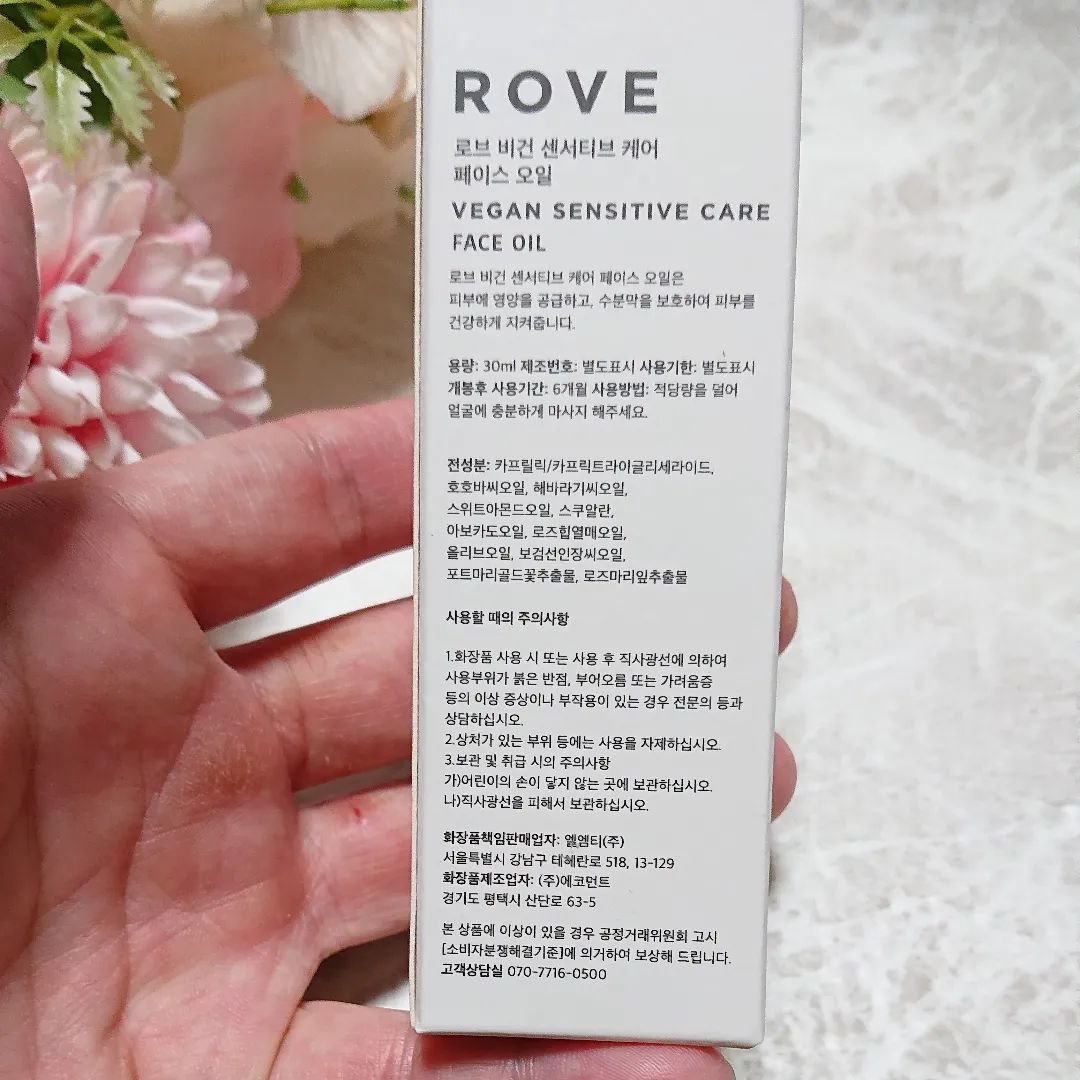 ROVE
로브 비건 센서티브 케어
페이스 오일
VEGAN SENSITIVE CARE
FACE OIL
로브 비건 센서티브 케어 페이스 오일은
피부에 영양을 공급하고, 수분막을 보호하여 피부를
건강하게 지켜줍니다.
용량: 30ml 제조번호: 별도표시 사용기한: 별도표시
개봉후 사용기간: 6개월 사용방법: 적당량을 덜어
얼굴에 충분하게 마사지 해주세요.
전성분: 카프릴릭/카프릭트라이글리세라이드,
호호바씨오일, 해바라기씨오일,
스위트아몬드오일, 스쿠알란,
아보카도오일, 로즈힙열매오일,
올리브오일, 보검선인장씨오일,
포트마리골드꽃추출물, 로즈마리잎추출물
사용할 때의 주의사항
1.화장품 사용 시 또는 사용 후 직사광선에 의하여
사용부위가 붉은 반점, 부어오름 또는 가려움증
등의 이상 증상이나 부작용이 있는 경우 전문의 등과
상담하십시오.
2.상처가 있는 부위 등에는 사용을 자제하십시오.
3.보관 및 취급 시의 주의사항
가)어린이의 손이 닿지 않는 곳에 보관하십시오.
나)직사광선을 피해서 보관하십시오.
화장품책임판매업자: 엘엠티(주)
서울특별시 강남구 테헤란로 518, 13-129
화장품제조업자: (주)에코먼트
경기도 평택시 산단로 63-5
본 상품에 이상이 있을 경우 공정거래위원회 고시
[소비자분쟁해결기준]에 의거하여 보상해 드립니다.
고객상담실 070-7716-0500